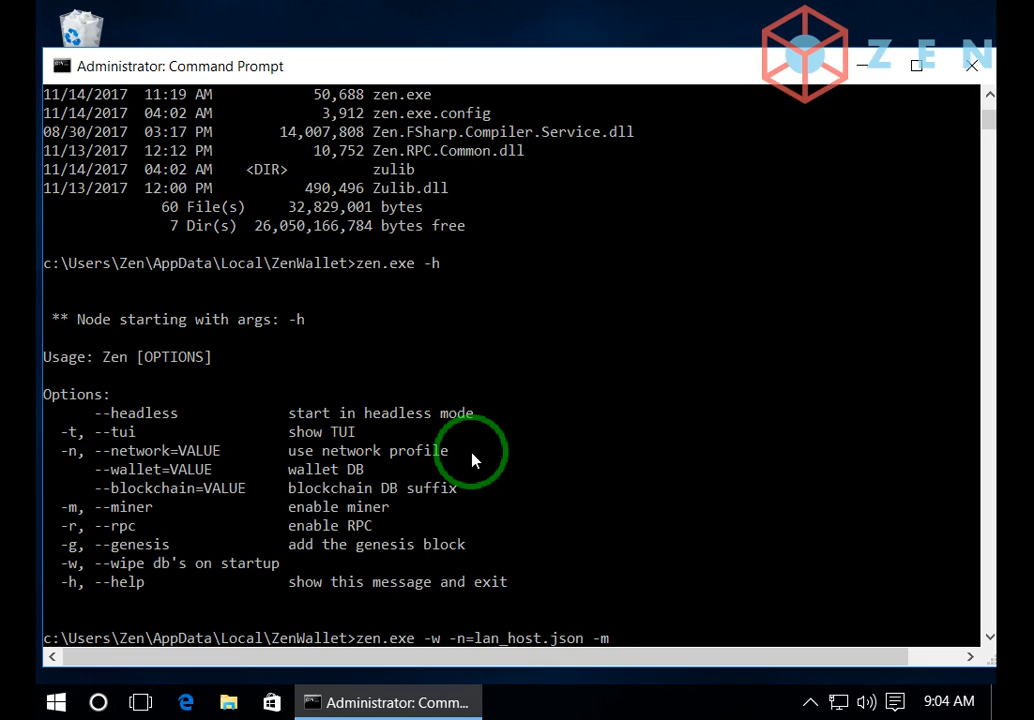 ZEN
Administrator: Command Prompt
11/14/2017  11:19 AM            50,688 zen.exe
11/14/2017  04:02 AM             3,912 zen.exe.config
08/30/2017  03:17 PM        14,007,808 Zen.FSharp.Compiler.Service.dll
11/13/2017  12:12 PM            10,752 Zen.RPC.Common.dll
11/14/2017  04:02 AM    <DIR>          zulib
11/13/2017  12:00 PM           490,496 Zulib.dll
              60 File(s)     32,829,001 bytes
               7 Dir(s)  26,050,166,784 bytes free
c:\Users\Zen\AppData\Local\ZenWallet>zen.exe -h
 ** Node starting with args: -h
Usage: Zen [OPTIONS]
Options:
      --headless             start in headless mode
  -t, --tui                  show TUI
  -n, --network=VALUE        use network profile
      --wallet=VALUE         wallet DB
      --blockchain=VALUE     blockchain DB suffix
  -m, --miner                enable miner
  -r, --rpc                  enable RPC
  -g, --genesis              add the genesis block
  -w, --wipe db's on startup
  -h, --help                 show this message and exit
c:\Users\Zen\AppData\Local\ZenWallet>zen.exe -w -n=lan_host.json -m
Administrator: Comm...
9:04 AM